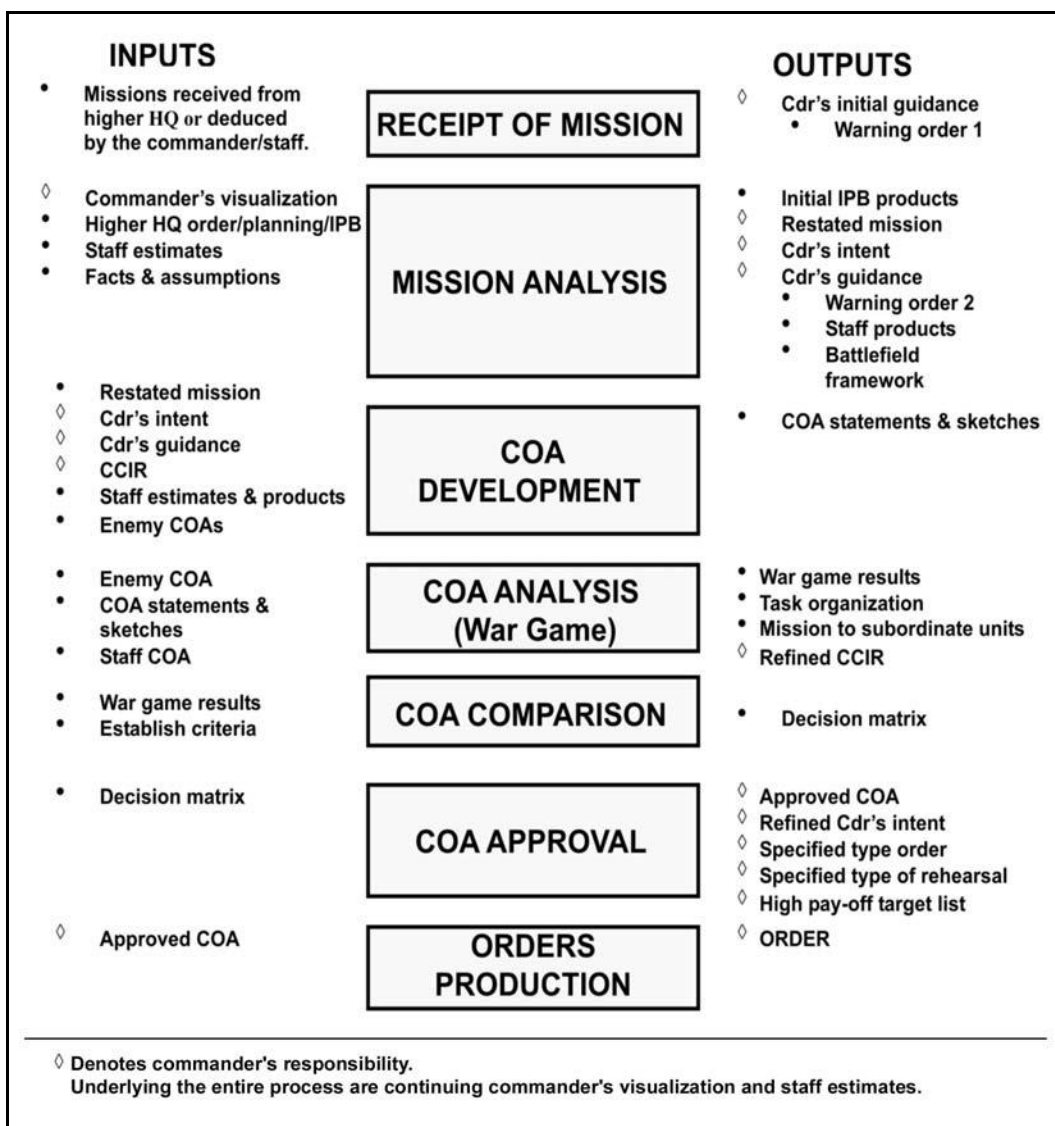 INPUTS
• Missions received from
higher HQ or deduced
by the commander/staff.
RECEIPT OF MISSION
OUTPUTS
◊ Cdr's initial guidance
• Warning order 1
◊ Commander's visualization
• Higher HQ order/planning/IPB
• Staff estimates
• Facts & assumptions
MISSION ANALYSIS
• Initial IPB products
◊ Restated mission
◊ Cdr's intent
◊ Cdr's guidance
• Warning order 2
• Staff products
• Battlefield
framework
• Restated mission
◊ Cdr's intent
◊ Cdr's guidance
◊ CCIR
• Staff estimates & products
• Enemy COAs
COA
DEVELOPMENT
• COA statements & sketches
• Enemy COA
• COA statements &
sketches
• Staff COA
COA ANALYSIS
(War Game)
• War game results
• Task organization
• Mission to subordinate units
◊ Refined CCIR
• War game results
• Establish criteria
COA COMPARISON
• Decision matrix
• Decision matrix
COA APPROVAL
◊ Approved COA
◊ Refined Cdr's intent
◊ Specified type order
◊ Specified type of rehearsal
◊ High pay-off target list
◊ Approved COA
ORDERS
PRODUCTION
◊ ORDER
◊ Denotes commander's responsibility.
Underlying the entire process are continuing commander's visualization and staff estimates.